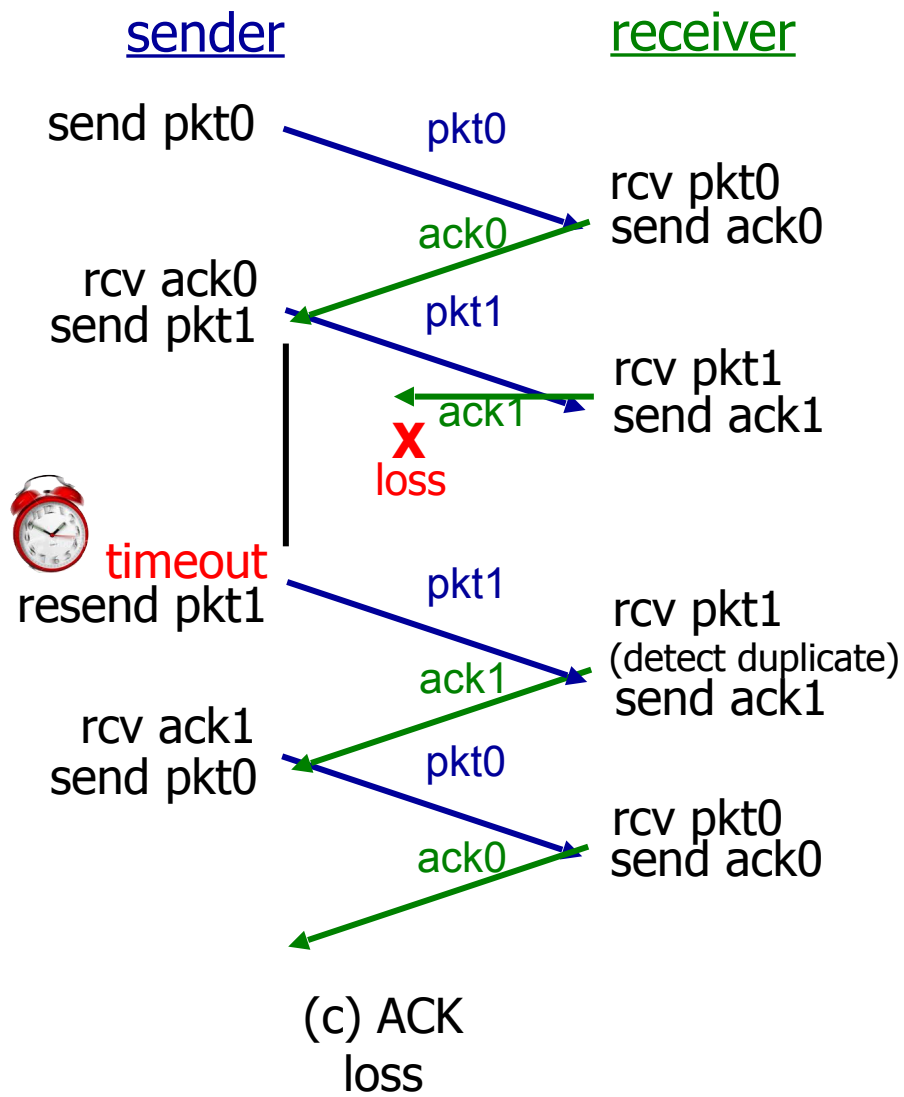 sender
receiver
send pkt0
pkt0
rcv pkt0
send ack0
ack0
rcv ack0
send pkt1
pkt1
rcv pkt1
send ack1
ack1
X
loss
timeout
resend pkt1
pkt1
rcv pkt1
(detect duplicate)
send ack1
ack1
rcv ack1
send pkt0
pkt0
rcv pkt0
send ack0
ack0
(c) ACK
loss